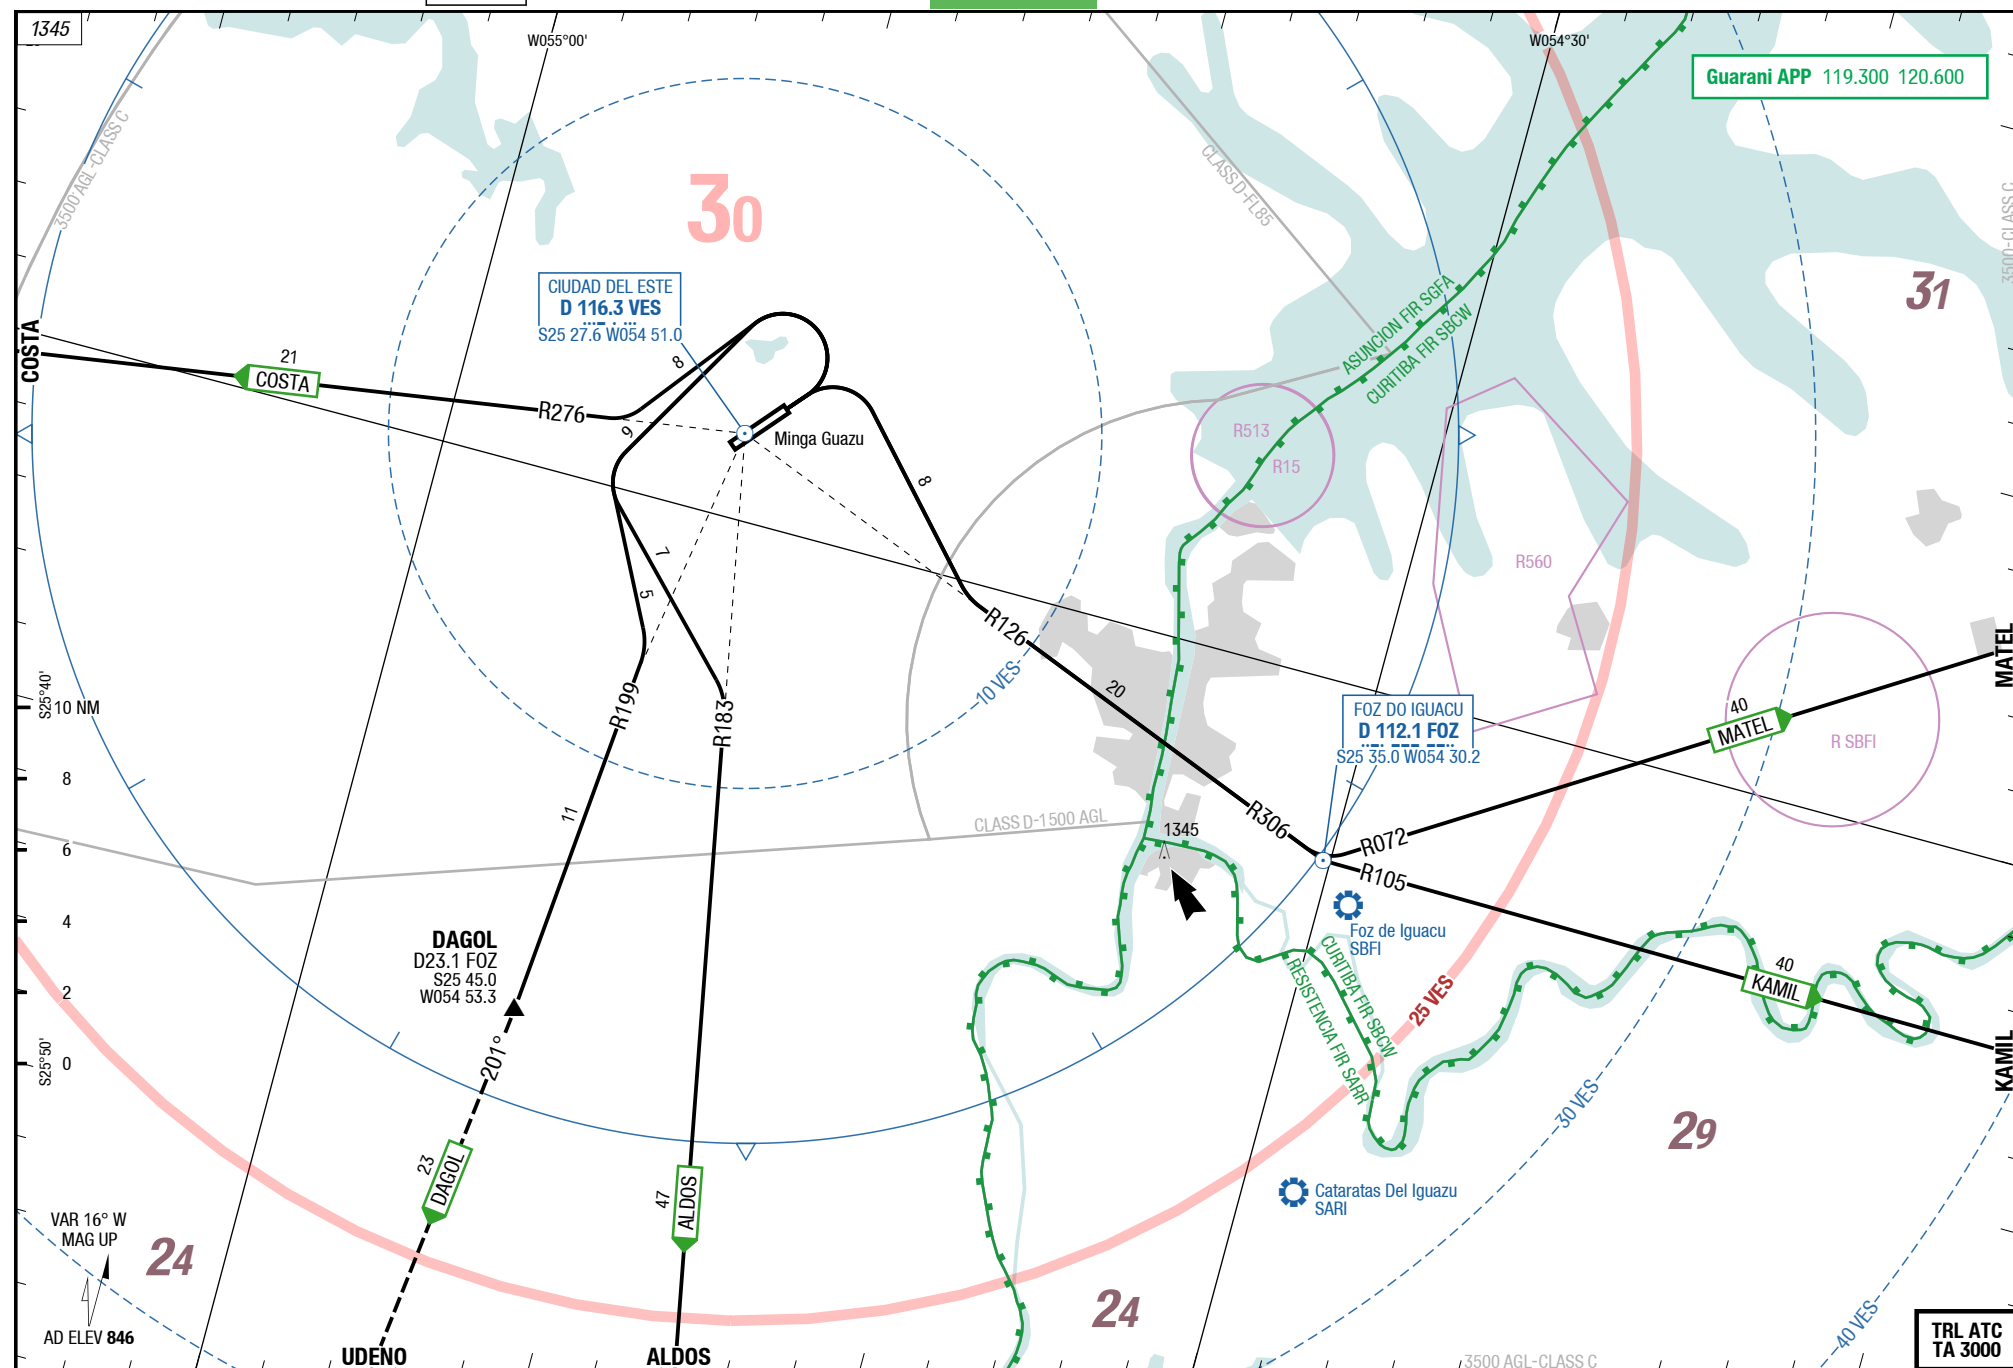 1345
W055°00'
W054°30'
Guarani APP 119.300 120.600
3500'AGL-CLASS C
CLASS D-FL85
3500-CLASS C
30
31
CIUDAD DEL ESTE
D 116.3 VES
S25 27.6 W054 51.0
ASUNCION FIR SGFA
CURITIBA FIR SBCW
COSTA
21
COSTA
R276
8
9
Minga Guazu
8
R513
R15
R560
7
5
R126
10 VES
R199
R183
20
S25°40'
10 NM
8
6
4
2
0
S25°50'
FOZ DO IGUACU
D 112.1 FOZ
S25 35.0 W054 30.2
MATEL
40
MATEL
R SBFI
11
CLASS D-1500 AGL
1345
R306
R072
R105
Foz de Iguacu
SBFI
DAGOL
D23.1 FOZ
S25 45.0
W054 53.3
201°
CURITIBA FIR SBCW
RESISTENCIA FIR SARR
25 VES
40
KAMIL
KAMIL
30 VES
29
23
DAGOL
47
ALDOS
Cataratas Del Iguazu
SARI
VAR 16° W
MAG UP
24
AD ELEV 846
24
40 VES
UDENO
ALDOS
3500 AGL-CLASS C
TRL ATC
TA 3000